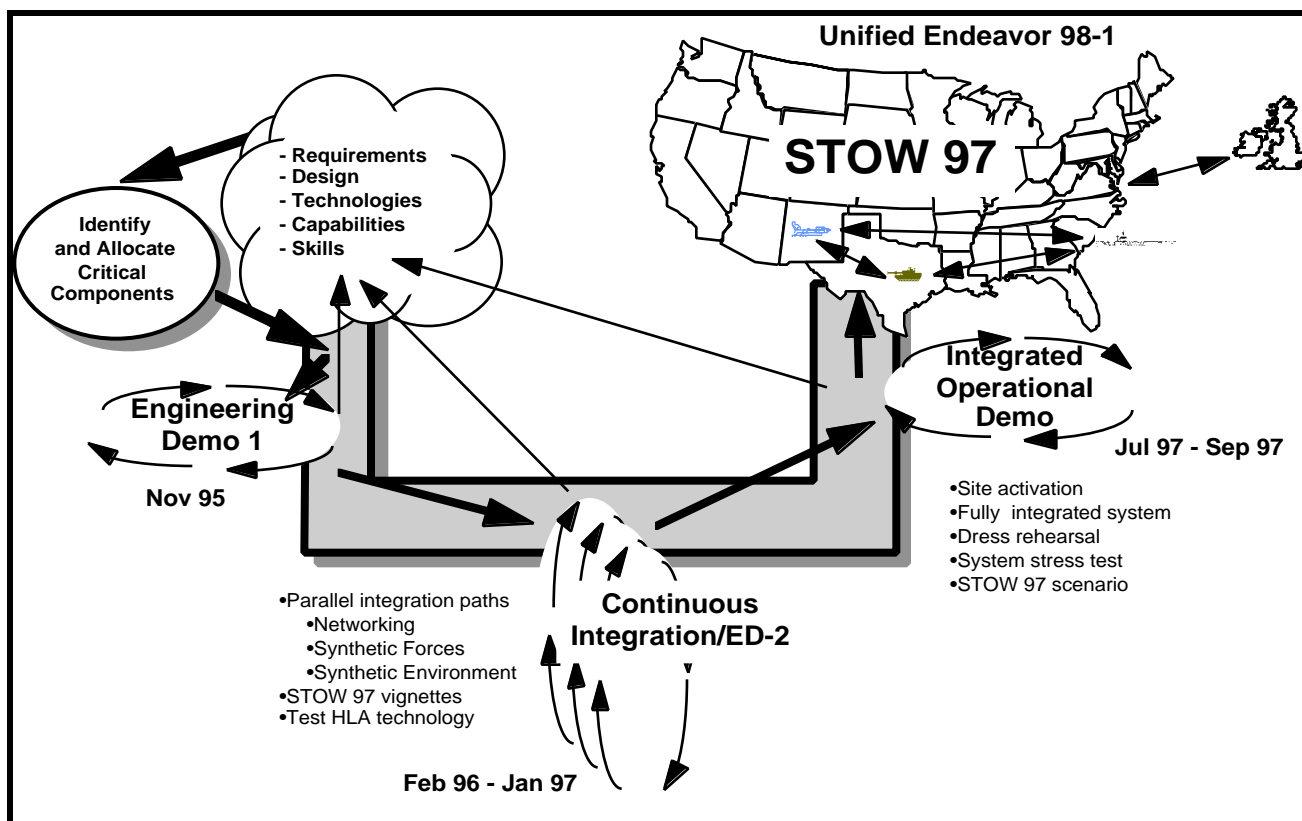 Unified Endeavor 98-1
STOW 97
- Requirements
- Design
- Technologies
- Capabilities
- Skills
Identify
and Allocate
Critical
Components
Engineering
Demo 1
Nov 95
Integrated
Operational
Demo
Jul 97 - Sep 97
•Site activation
•Fully integrated system
•Dress rehearsal
•System stress test
•STOW 97 scenario
Continuous
Integration/ED-2
•Parallel integration paths
•Networking
•Synthetic Forces
•Synthetic Environment
•STOW 97 vignettes
•Test HLA technology
Feb 96 - Jan 97